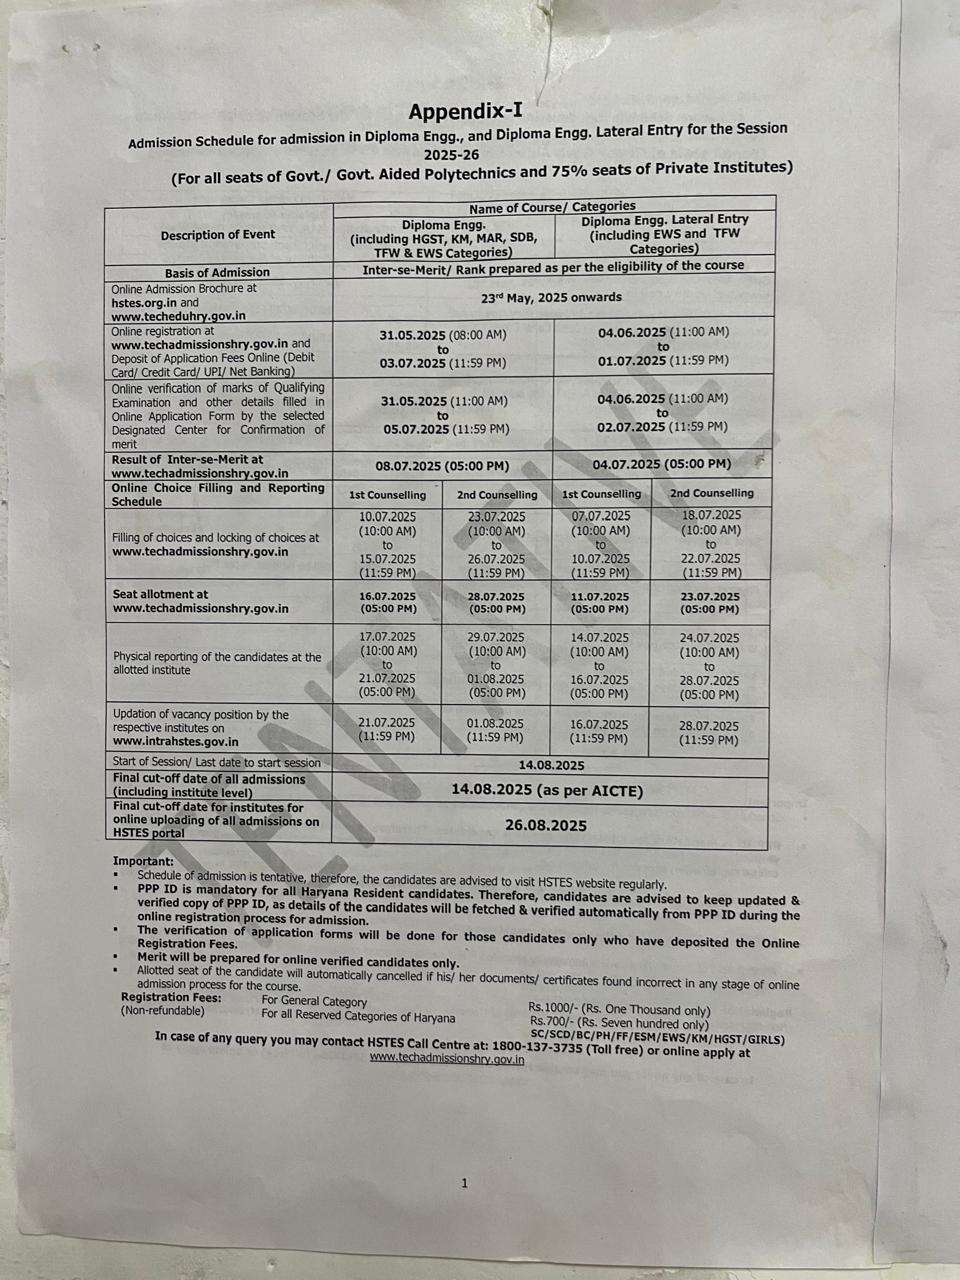 Appendix-I
Admission Schedule for admission in Diploma Engg., and Diploma Engg. Lateral Entry for the Session
2025-26
(For all seats of Govt./ Govt. Aided Polytechnics and 75% seats of Private Institutes)
Description of Event
Name of Course/ Categories
Diploma Engg.
(including HGST, KM, MAR, SDB,
TFW & EWS Categories)
Diploma Engg. Lateral Entry
(including EWS and TFW
Categories)
Basis of Admission
Inter-se-Merit/ Rank prepared as per the eligibility of the course
Online Admission Brochure at
hstes.org.in and
www.techeduhry.gov.in
23rd May, 2025 onwards
Online registration at
www.techadmissionshry.gov.in and
Deposit of Application Fees Online (Debit
Card/ Credit Card/ UPI/ Net Banking)
31.05.2025 (08:00 AM)
to
03.07.2025 (11:59 PM)
04.06.2025 (11:00 AM)
to
01.07.2025 (11:59 PM)
Online verification of marks of Qualifying
Examination and other details filled in
Online Application Form by the selected
Designated Center for Confirmation of
merit
31.05.2025 (11:00 AM)
to
05.07.2025 (11:59 PM)
04.06.2025 (11:00 AM)
to
02.07.2025 (11:59 PM)
Result of Inter-se-Merit at
www.techadmissionshry.gov.in
08.07.2025 (05:00 PM)
04.07.2025 (05:00 PM)
Online Choice Filling and Reporting
Schedule
1st Counselling
2nd Counselling
1st Counselling
2nd Counselling
Filling of choices and locking of choices at
www.techadmissionshry.gov.in
10.07.2025
(10:00 AM)
to
15.07.2025
(11:59 PM)
23.07.2025
(10:00 AM)
to
26.07.2025
(11:59 PM)
07.07.2025
(10:00 AM)
to
10.07.2025
(11:59 PM)
18.07.2025
(10:00 AM)
to
22.07.2025
(11:59 PM)
Seat allotment at
www.techadmissionshry.gov.in
16.07.2025
(05:00 PM)
28.07.2025
(05:00 PM)
11.07.2025
(05:00 PM)
23.07.2025
(05:00 PM)
Physical reporting of the candidates at the
allotted institute
17.07.2025
(10:00 AM)
to
21.07.2025
(05:00 PM)
29.07.2025
(10:00 AM)
to
01.08.2025
(05:00 PM)
14.07.2025
(10:00 AM)
to
16.07.2025
(05:00 PM)
24.07.2025
(10:00 AM)
to
28.07.2025
(05:00 PM)
Updation of vacancy position by the
respective institutes on
www.intrahstes.gov.in
21.07.2025
(11:59 PM)
01.08.2025
(11:59 PM)
16.07.2025
(11:59 PM)
28.07.2025
(11:59 PM)
Start of Session/ Last date to start session
14.08.2025
Final cut-off date of all admissions
(including institute level)
14.08.2025 (as per AICTE)
Final cut-off date for institutes for
online uploading of all admissions on
HSTES portal
26.08.2025
TENTATIVE
Important:
▪ Schedule of admission is tentative, therefore, the candidates are advised to visit HSTES website regularly.
▪ PPP ID is mandatory for all Haryana Resident candidates. Therefore, candidates are advised to keep updated &
verified copy of PPP ID, as details of the candidates will be fetched & verified automatically from PPP ID during the
online registration process for admission.
▪ The verification of application forms will be done for those candidates only who have deposited the Online
Registration Fees.
▪ Merit will be prepared for online verified candidates only.
▪ Allotted seat of the candidate will automatically cancelled if his/ her documents/ certificates found incorrect in any stage of online
admission process for the course.
Registration Fees: For General Category Rs.1000/- (Rs. One Thousand only)
(Non-refundable) For all Reserved Categories of Haryana Rs.700/- (Rs. Seven hundred only)
SC/SCD/BC/PH/FF/ESM/EWS/KM/HGST/GIRLS)
In case of any query you may contact HSTES Call Centre at: 1800-137-3735 (Toll free) or online apply at
www.techadmissionshry.gov.in
1